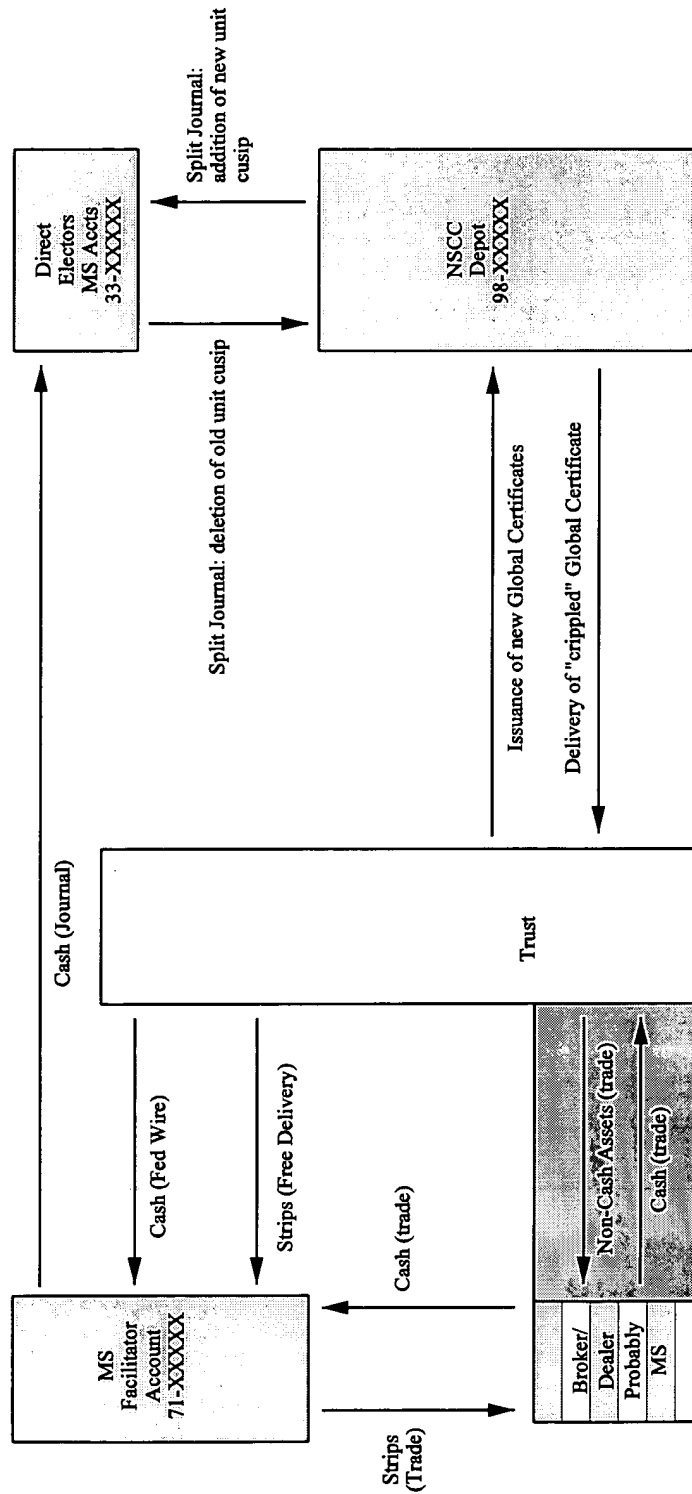 MS
Facilitator
Account
71-XXXXX
Cash (Journal)
Direct
Electors
MS Accts
33-XXXXX
Cash (Fed Wire)
Strips (Free Delivery)
Split Journal: deletion of old unit cusip
Split Journal:
addition of new unit
cusip
Strips
(Trade)
Cash (trade)
Trust
Issuance of new Global Certificates
Delivery of "crippled" Global Certificate
NSCC
Depot
98-XXXXX
Broker/
Dealer
Probably
MS
Non-Cash Assets (trade)
Cash (trade)